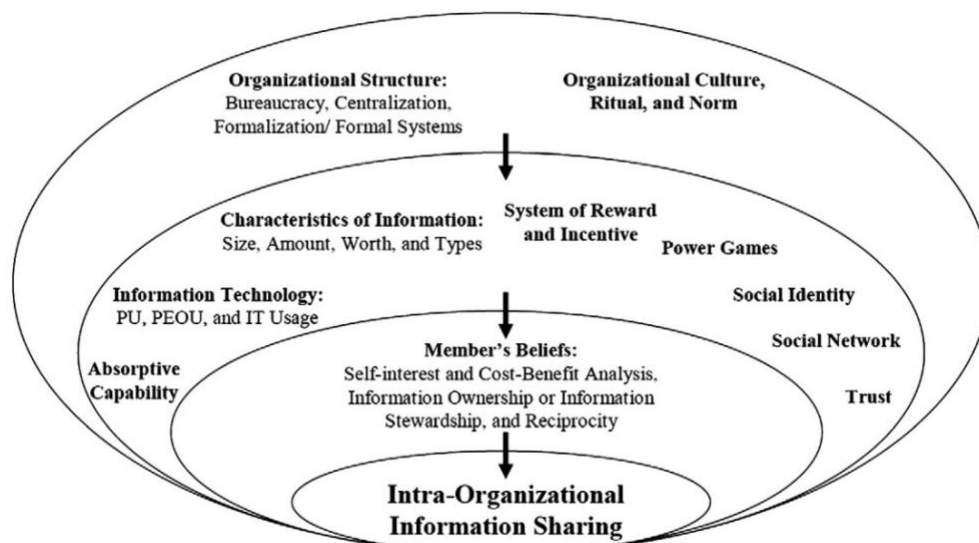 Organizational Structure:
Bureaucracy, Centralization,
Formalization/ Formal Systems
Organizational Culture,
Ritual, and Norm
Characteristics of Information:
Size, Amount, Worth, and Types
System of Reward
and Incentive
Power Games
Information Technology:
PU, PEOU, and IT Usage
Social Identity
Social Network
Absorptive
Capability
Trust
Member's Beliefs:
Self-interest and Cost-Benefit Analysis,
Information Ownership or Information
Stewardship, and Reciprocity
Intra-Organizational
Information Sharing